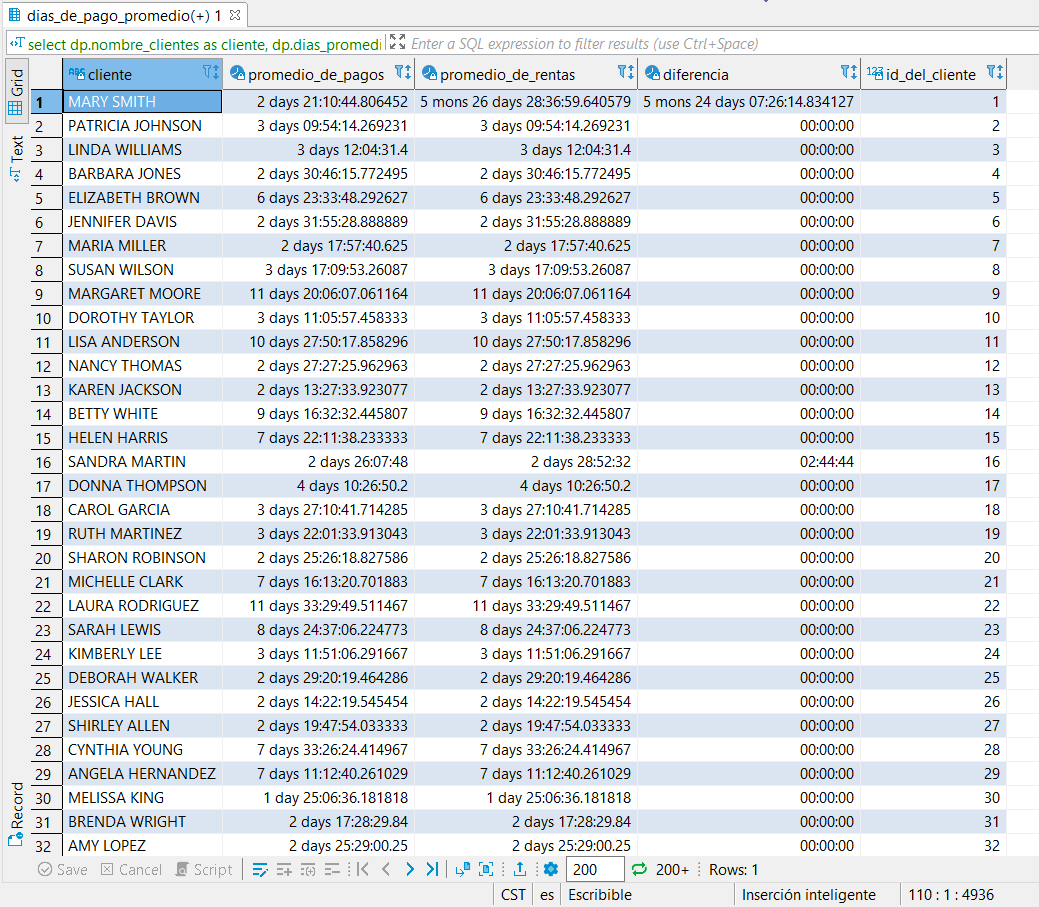 dias_de_pago_promedio(+) 1
select dp.nombre_clientes as cliente, dp.dias_promedi Enter a SQL expression to filter results (use Ctrl+Space)
Grid
Text
Record
cliente promedio_de_pagos promedio_de_rentas diferencia 123 id_del_cliente
1 MARY SMITH 2 days 21:10:44.806452 5 mons 26 days 28:36:59.640579 5 mons 24 days 07:26:14.834127 1
2 PATRICIA JOHNSON 3 days 09:54:14.269231 3 days 09:54:14.269231 00:00:00 2
3 LINDA WILLIAMS 3 days 12:04:31.4 3 days 12:04:31.4 00:00:00 3
4 BARBARA JONES 2 days 30:46:15.772495 2 days 30:46:15.772495 00:00:00 4
5 ELIZABETH BROWN 6 days 23:33:48.292627 6 days 23:33:48.292627 00:00:00 5
6 JENNIFER DAVIS 2 days 31:55:28.888889 2 days 31:55:28.888889 00:00:00 6
7 MARIA MILLER 2 days 17:57:40.625 2 days 17:57:40.625 00:00:00 7
8 SUSAN WILSON 3 days 17:09:53.26087 3 days 17:09:53.26087 00:00:00 8
9 MARGARET MOORE 11 days 20:06:07.061164 11 days 20:06:07.061164 00:00:00 9
10 DOROTHY TAYLOR 3 days 11:05:57.458333 3 days 11:05:57.458333 00:00:00 10
11 LISA ANDERSON 10 days 27:50:17.858296 10 days 27:50:17.858296 00:00:00 11
12 NANCY THOMAS 2 days 27:27:25.962963 2 days 27:27:25.962963 00:00:00 12
13 KAREN JACKSON 2 days 13:27:33.923077 2 days 13:27:33.923077 00:00:00 13
14 BETTY WHITE 9 days 16:32:32.445807 9 days 16:32:32.445807 00:00:00 14
15 HELEN HARRIS 7 days 22:11:38.233333 7 days 22:11:38.233333 00:00:00 15
16 SANDRA MARTIN 2 days 26:07:48 2 days 28:52:32 02:44:44 16
17 DONNA THOMPSON 4 days 10:26:50.2 4 days 10:26:50.2 00:00:00 17
18 CAROL GARCIA 3 days 27:10:41.714285 3 days 27:10:41.714285 00:00:00 18
19 RUTH MARTINEZ 3 days 22:01:33.913043 3 days 22:01:33.913043 00:00:00 19
20 SHARON ROBINSON 2 days 25:26:18.827586 2 days 25:26:18.827586 00:00:00 20
21 MICHELLE CLARK 7 days 16:13:20.701883 7 days 16:13:20.701883 00:00:00 21
22 LAURA RODRIGUEZ 11 days 33:29:49.511467 11 days 33:29:49.511467 00:00:00 22
23 SARAH LEWIS 8 days 24:37:06.224773 8 days 24:37:06.224773 00:00:00 23
24 KIMBERLY LEE 3 days 11:51:06.291667 3 days 11:51:06.291667 00:00:00 24
25 DEBORAH WALKER 2 days 29:20:19.464286 2 days 29:20:19.464286 00:00:00 25
26 JESSICA HALL 2 days 14:22:19.545454 2 days 14:22:19.545454 00:00:00 26
27 SHIRLEY ALLEN 2 days 19:47:54.033333 2 days 19:47:54.033333 00:00:00 27
28 CYNTHIA YOUNG 7 days 33:26:24.414967 7 days 33:26:24.414967 00:00:00 28
29 ANGELA HERNANDEZ 7 days 11:12:40.261029 7 days 11:12:40.261029 00:00:00 29
30 MELISSA KING 1 day 25:06:36.181818 1 day 25:06:36.181818 00:00:00 30
31 BRENDA WRIGHT 2 days 17:28:29.84 2 days 17:28:29.84 00:00:00 31
32 AMY LOPEZ 2 days 25:29:00.25 2 days 25:29:00.25 00:00:00 32
Save Cancel Script 200 200+ Rows: 1
CST es Escribible Inserción inteligente 110 : 1 : 4936